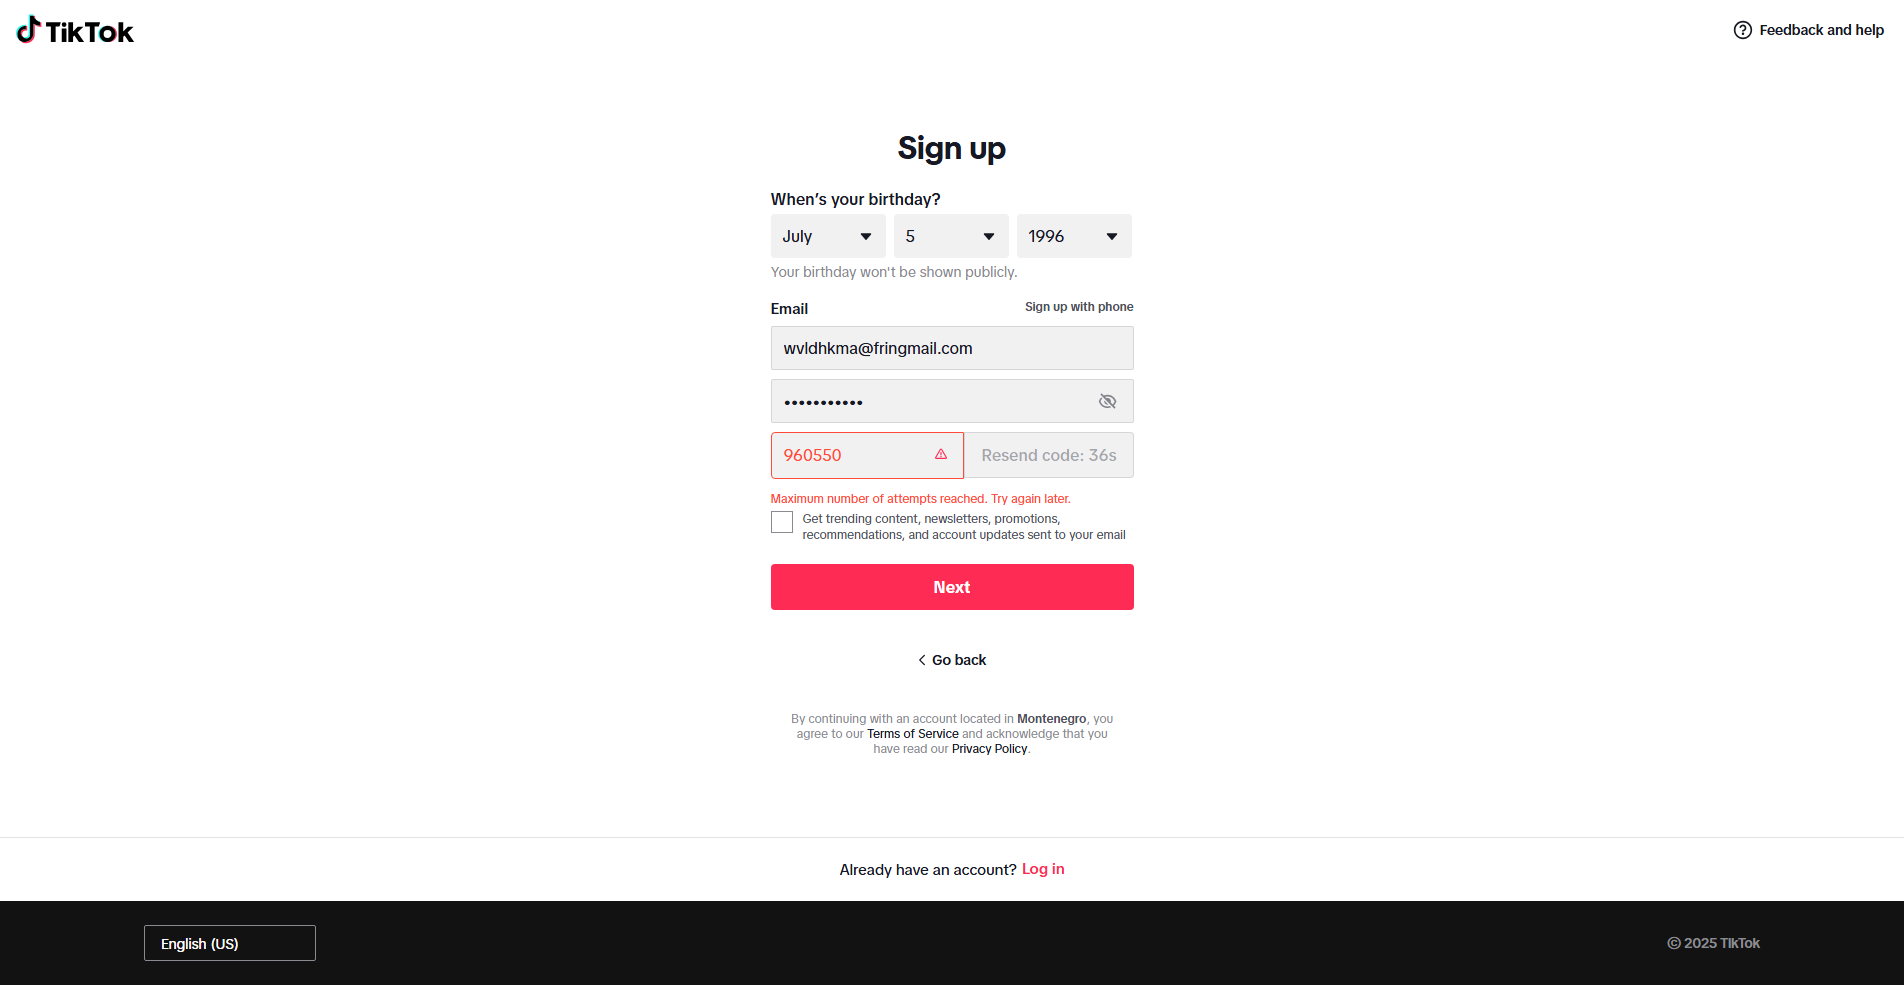 TikTok
Feedback and help
Sign up
When’s your birthday?
July 5 1996
Your birthday won't be shown publicly.
Email Sign up with phone
wvldhkma@fringmail.com
•••••••••••
960550 Resend code: 36s
Maximum number of attempts reached. Try again later.
Get trending content, newsletters, promotions,
recommendations, and account updates sent to your email
Next
Go back
By continuing with an account located in Montenegro, you
agree to our Terms of Service and acknowledge that you
have read our Privacy Policy.
Already have an account? Log in
English (US)
© 2025 TikTok